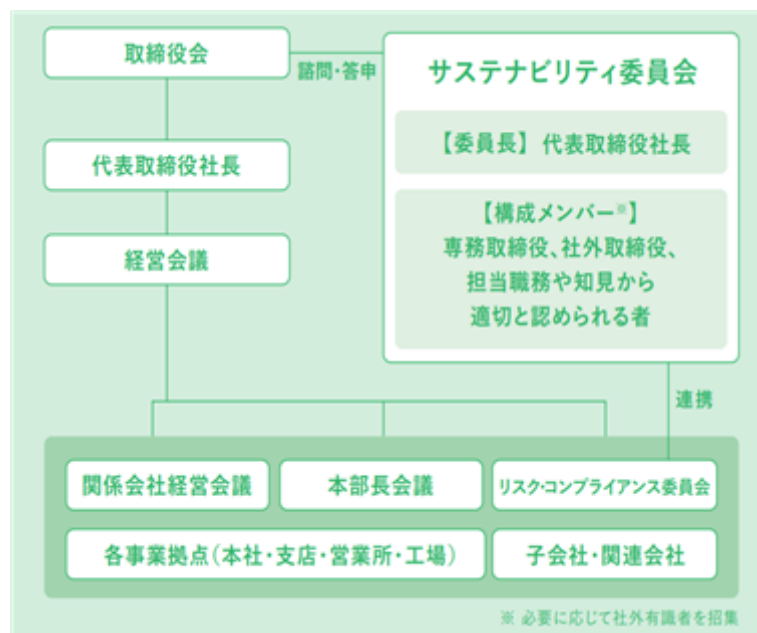 取締役会
諮問・答申
サステナビリティ委員会
代表取締役社長
【委員長】代表取締役社長
経営会議
【構成メンバー※】
専務取締役、社外取締役、
担当職務や知見から
適切と認められる者
連携
関係会社経営会議
本部長会議
リスク・コンプライアンス委員会
各事業拠点（本社・支店・営業所・工場）
子会社・関連会社
※ 必要に応じて社外有識者を招集